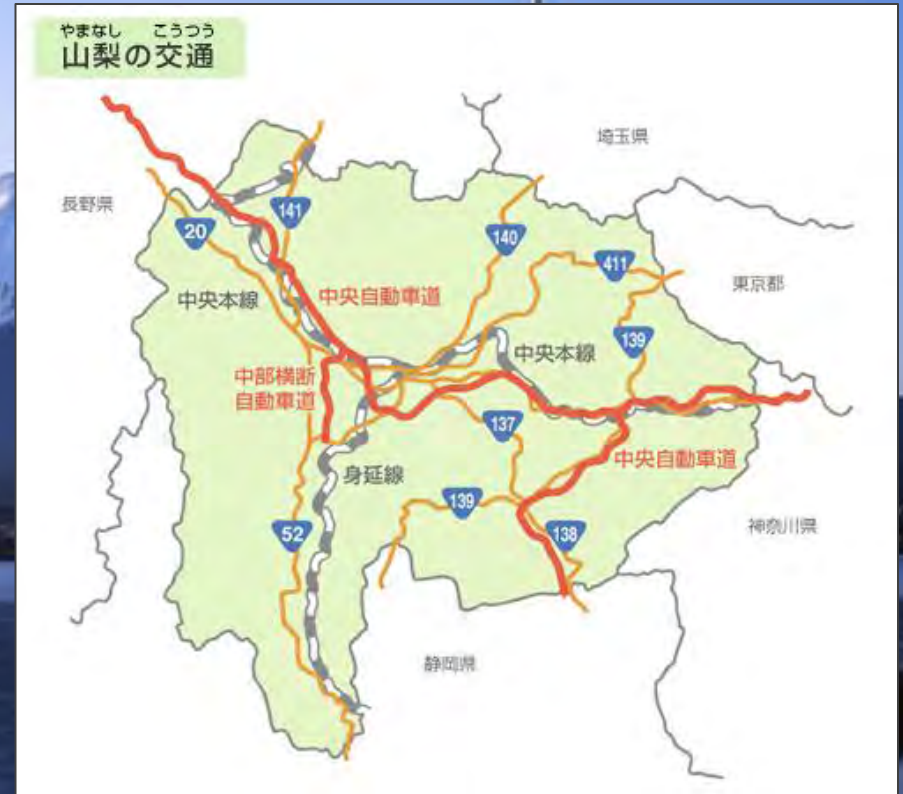 やまなし こうつう
山梨の交通
埼玉県
長野県
141
20
140
411
東京都
中央本線
中央自動車道
139
中央本線
中部横断
自動車道
137
中央自動車道
身延線
139
52
138
神奈川県
静岡県